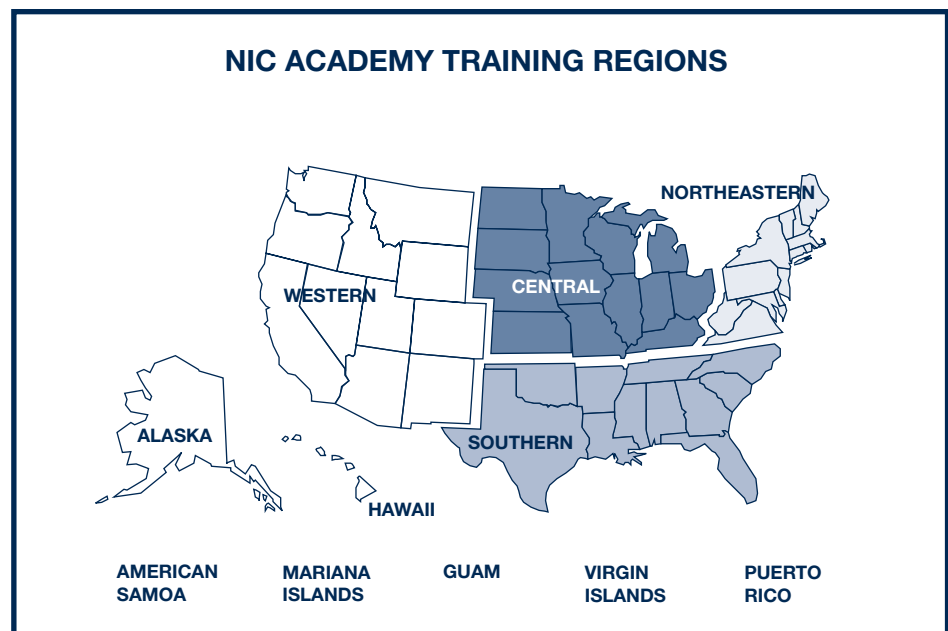 NIC ACADEMY TRAINING REGIONS
NORTHEASTERN
CENTRAL
WESTERN
ALASKA
SOUTHERN
HAWAII
AMERICAN
SAMOA
MARIANA
ISLANDS
GUAM
VIRGIN
ISLANDS
PUERTO
RICO